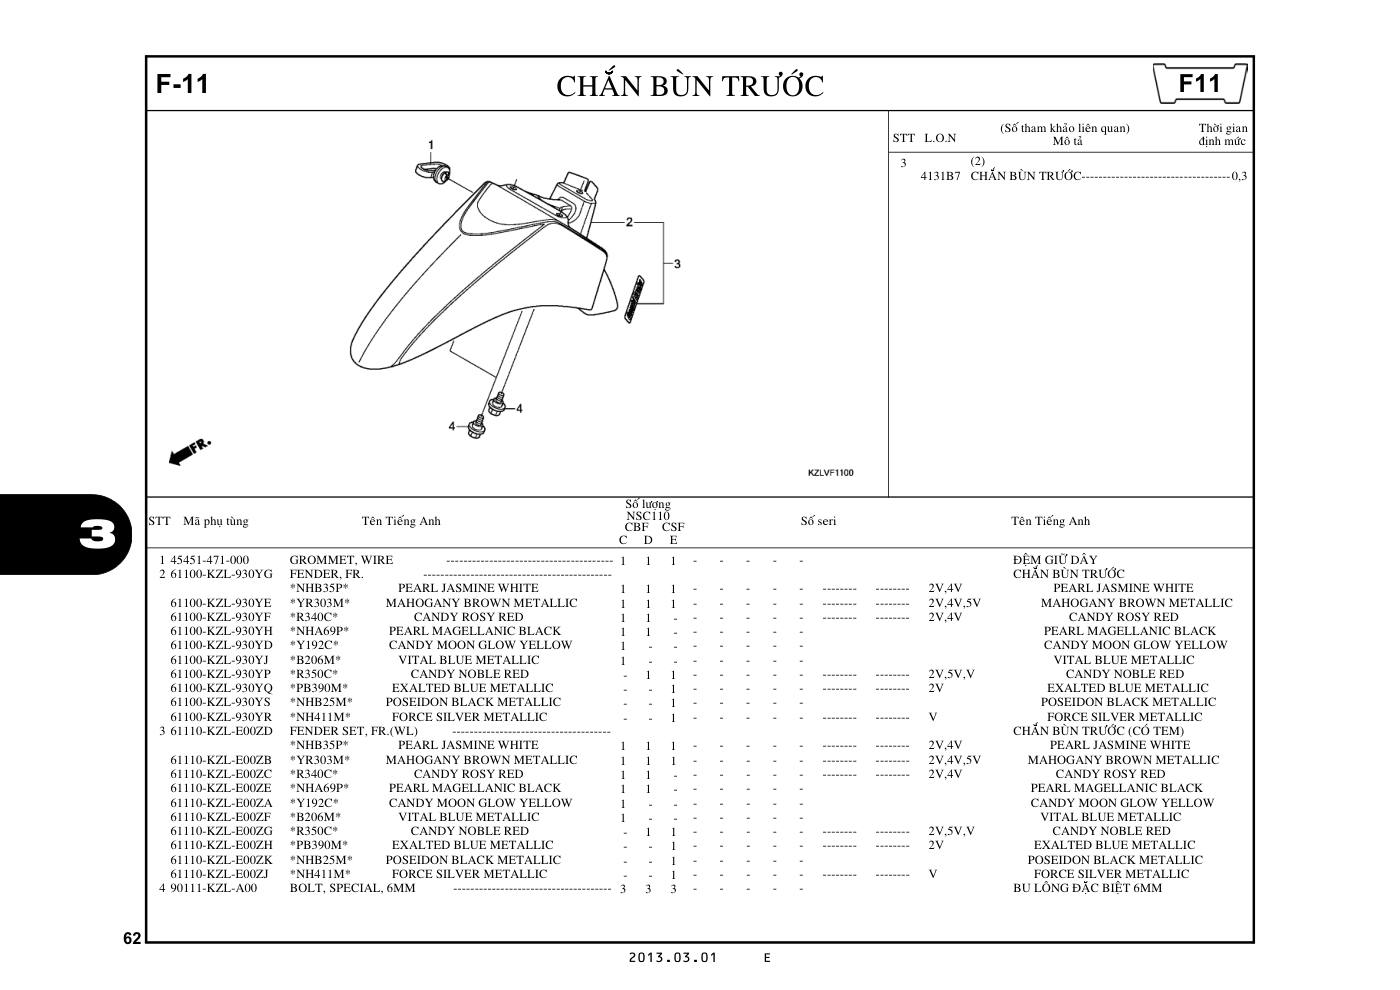 F-11 CHẮN BÙN TRƯỚC F11
1
2
3
4
4
FR.
KZLVF1100
(Số tham khảo liên quan) Thời gian
STT L.O.N Mô tả định mức
3 (2)
4131B7 CHẮN BÙN TRƯỚC-----------------------------------0,3
3
Số lượng
NSC110
STT Mã phụ tùng Tên Tiếng Anh CBF CSF Số seri Tên Tiếng Anh
C D E
1 45451-471-000 GROMMET, WIRE --------------------------------------- 1 1 1 - - - - - ĐỆM GIỮ DÂY
2 61100-KZL-930YG FENDER, FR. -------------------------------------------- CHẮN BÙN TRƯỚC
*NHB35P* PEARL JASMINE WHITE 1 1 1 - - - - - -------- -------- 2V,4V PEARL JASMINE WHITE
61100-KZL-930YE *YR303M* MAHOGANY BROWN METALLIC 1 1 1 - - - - - -------- -------- 2V,4V,5V MAHOGANY BROWN METALLIC
61100-KZL-930YF *R340C* CANDY ROSY RED 1 1 - - - - - - -------- -------- 2V,4V CANDY ROSY RED
61100-KZL-930YH *NHA69P* PEARL MAGELLANIC BLACK 1 1 - - - - - - PEARL MAGELLANIC BLACK
61100-KZL-930YD *Y192C* CANDY MOON GLOW YELLOW 1 - - - - - - - CANDY MOON GLOW YELLOW
61100-KZL-930YJ *B206M* VITAL BLUE METALLIC 1 - - - - - - - VITAL BLUE METALLIC
61100-KZL-930YP *R350C* CANDY NOBLE RED - 1 1 - - - - - -------- -------- 2V,5V,V CANDY NOBLE RED
61100-KZL-930YQ *PB390M* EXALTED BLUE METALLIC - - 1 - - - - - -------- -------- 2V EXALTED BLUE METALLIC
61100-KZL-930YS *NHB25M* POSEIDON BLACK METALLIC - - 1 - - - - - POSEIDON BLACK METALLIC
61100-KZL-930YR *NH411M* FORCE SILVER METALLIC - - 1 - - - - - -------- -------- V FORCE SILVER METALLIC
3 61110-KZL-E00ZD FENDER SET, FR.(WL) ------------------------------------- CHẮN BÙN TRƯỚC (CÓ TEM)
*NHB35P* PEARL JASMINE WHITE 1 1 1 - - - - - -------- -------- 2V,4V PEARL JASMINE WHITE
61110-KZL-E00ZB *YR303M* MAHOGANY BROWN METALLIC 1 1 1 - - - - - -------- -------- 2V,4V,5V MAHOGANY BROWN METALLIC
61110-KZL-E00ZC *R340C* CANDY ROSY RED 1 1 - - - - - - -------- -------- 2V,4V CANDY ROSY RED
61110-KZL-E00ZE *NHA69P* PEARL MAGELLANIC BLACK 1 1 - - - - - - PEARL MAGELLANIC BLACK
61110-KZL-E00ZA *Y192C* CANDY MOON GLOW YELLOW 1 - - - - - - - CANDY MOON GLOW YELLOW
61110-KZL-E00ZF *B206M* VITAL BLUE METALLIC 1 - - - - - - - VITAL BLUE METALLIC
61110-KZL-E00ZG *R350C* CANDY NOBLE RED - 1 1 - - - - - -------- -------- 2V,5V,V CANDY NOBLE RED
61110-KZL-E00ZH *PB390M* EXALTED BLUE METALLIC - - 1 - - - - - -------- -------- 2V EXALTED BLUE METALLIC
61110-KZL-E00ZK *NHB25M* POSEIDON BLACK METALLIC - - 1 - - - - - POSEIDON BLACK METALLIC
61110-KZL-E00ZJ *NH411M* FORCE SILVER METALLIC - - 1 - - - - - -------- -------- V FORCE SILVER METALLIC
4 90111-KZL-A00 BOLT, SPECIAL, 6MM ------------------------------------- 3 3 3 - - - - - BU LÔNG ĐẶC BIỆT 6MM
62
2013.03.01 E